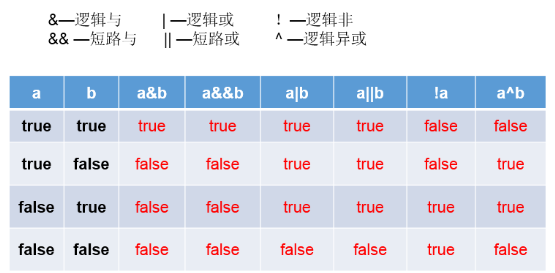 &—逻辑与 | —逻辑或 ! —逻辑非
&& —短路与 || —短路或 ^ —逻辑异或
a b a&b a&&b a|b a||b !a a^b
true true true true true true false false
true false false false true true false true
false true false false true true true true
false false false false false false true false